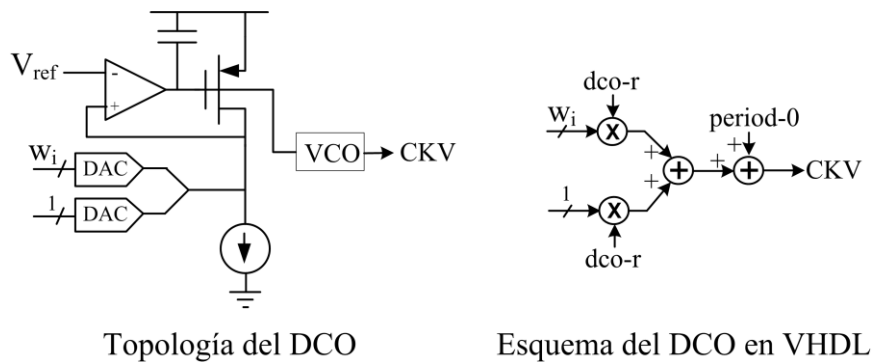 V_ref
-
+
W_i
DAC
1
DAC
VCO
CKV
Topología del DCO
dco-r
W_i
X
+
+
+
period-0
+
+
+
CKV
1
X
dco-r
Esquema del DCO en VHDL